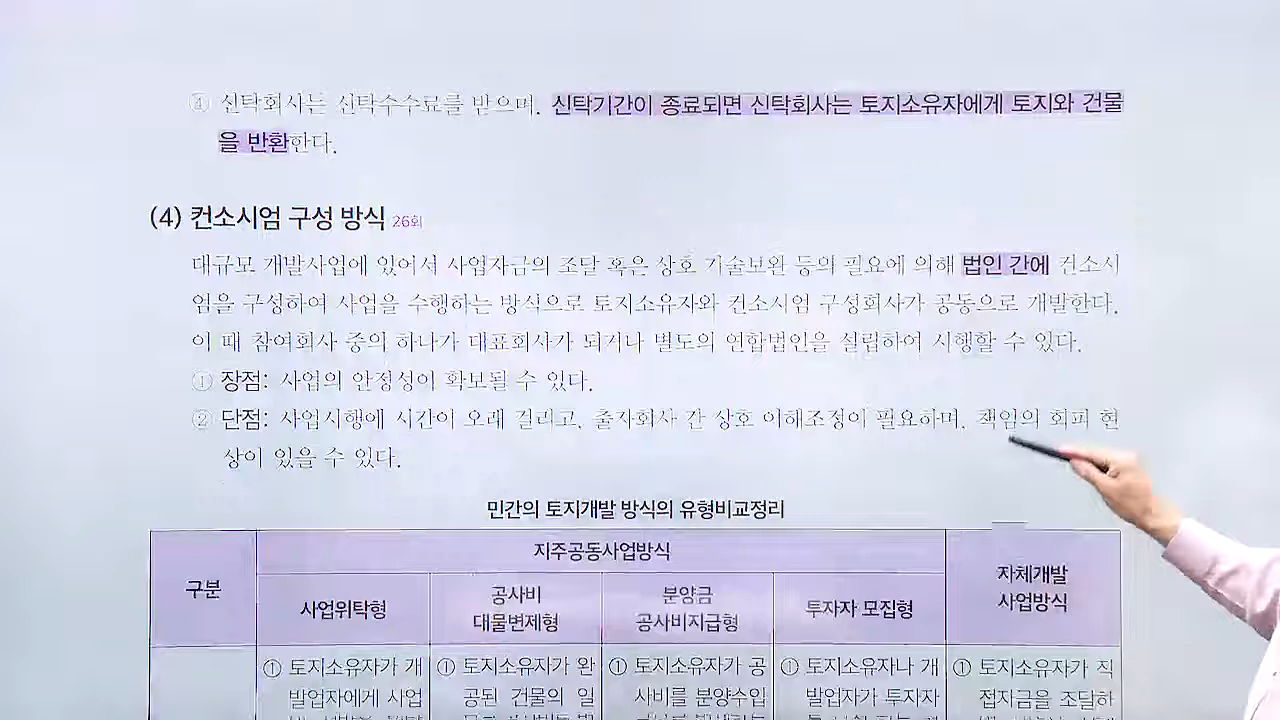 ④ 신탁회사는 신탁수수료를 받으며, 신탁기간이 종료되면 신탁회사는 토지소유자에게 토지와 건물
을 반환한다.
(4) 컨소시엄 구성 방식 26회
대규모 개발사업에 있어서 사업자금의 조달 혹은 상호 기술보완 등의 필요에 의해 법인 간에 컨소시
엄을 구성하여 사업을 수행하는 방식으로 토지소유자와 컨소시엄 구성회사가 공동으로 개발한다.
이 때 참여회사 중의 하나가 대표회사가 되거나 별도의 연합법인을 설립하여 시행할 수 있다.
① 장점: 사업의 안정성이 확보될 수 있다.
② 단점: 사업시행에 시간이 오래 걸리고, 출자회사 간 상호 이해조정이 필요하며, 책임의 회피 현
상이 있을 수 있다.
민간의 토지개발 방식의 유형비교정리
구분
지주공동사업방식
자체개발
사업방식
사업위탁형
공사비
대물변제형
분양금
공사비지급형
투자자 모집형
① 토지소유자가 개
발업자에게 사업
① 토지소유자가 완
공된 건물의 일
① 토지소유자가 공
사비를 분양수입
① 토지소유자나 개
발업자가 투자자
① 토지소유자가 직
접자금을 조달하